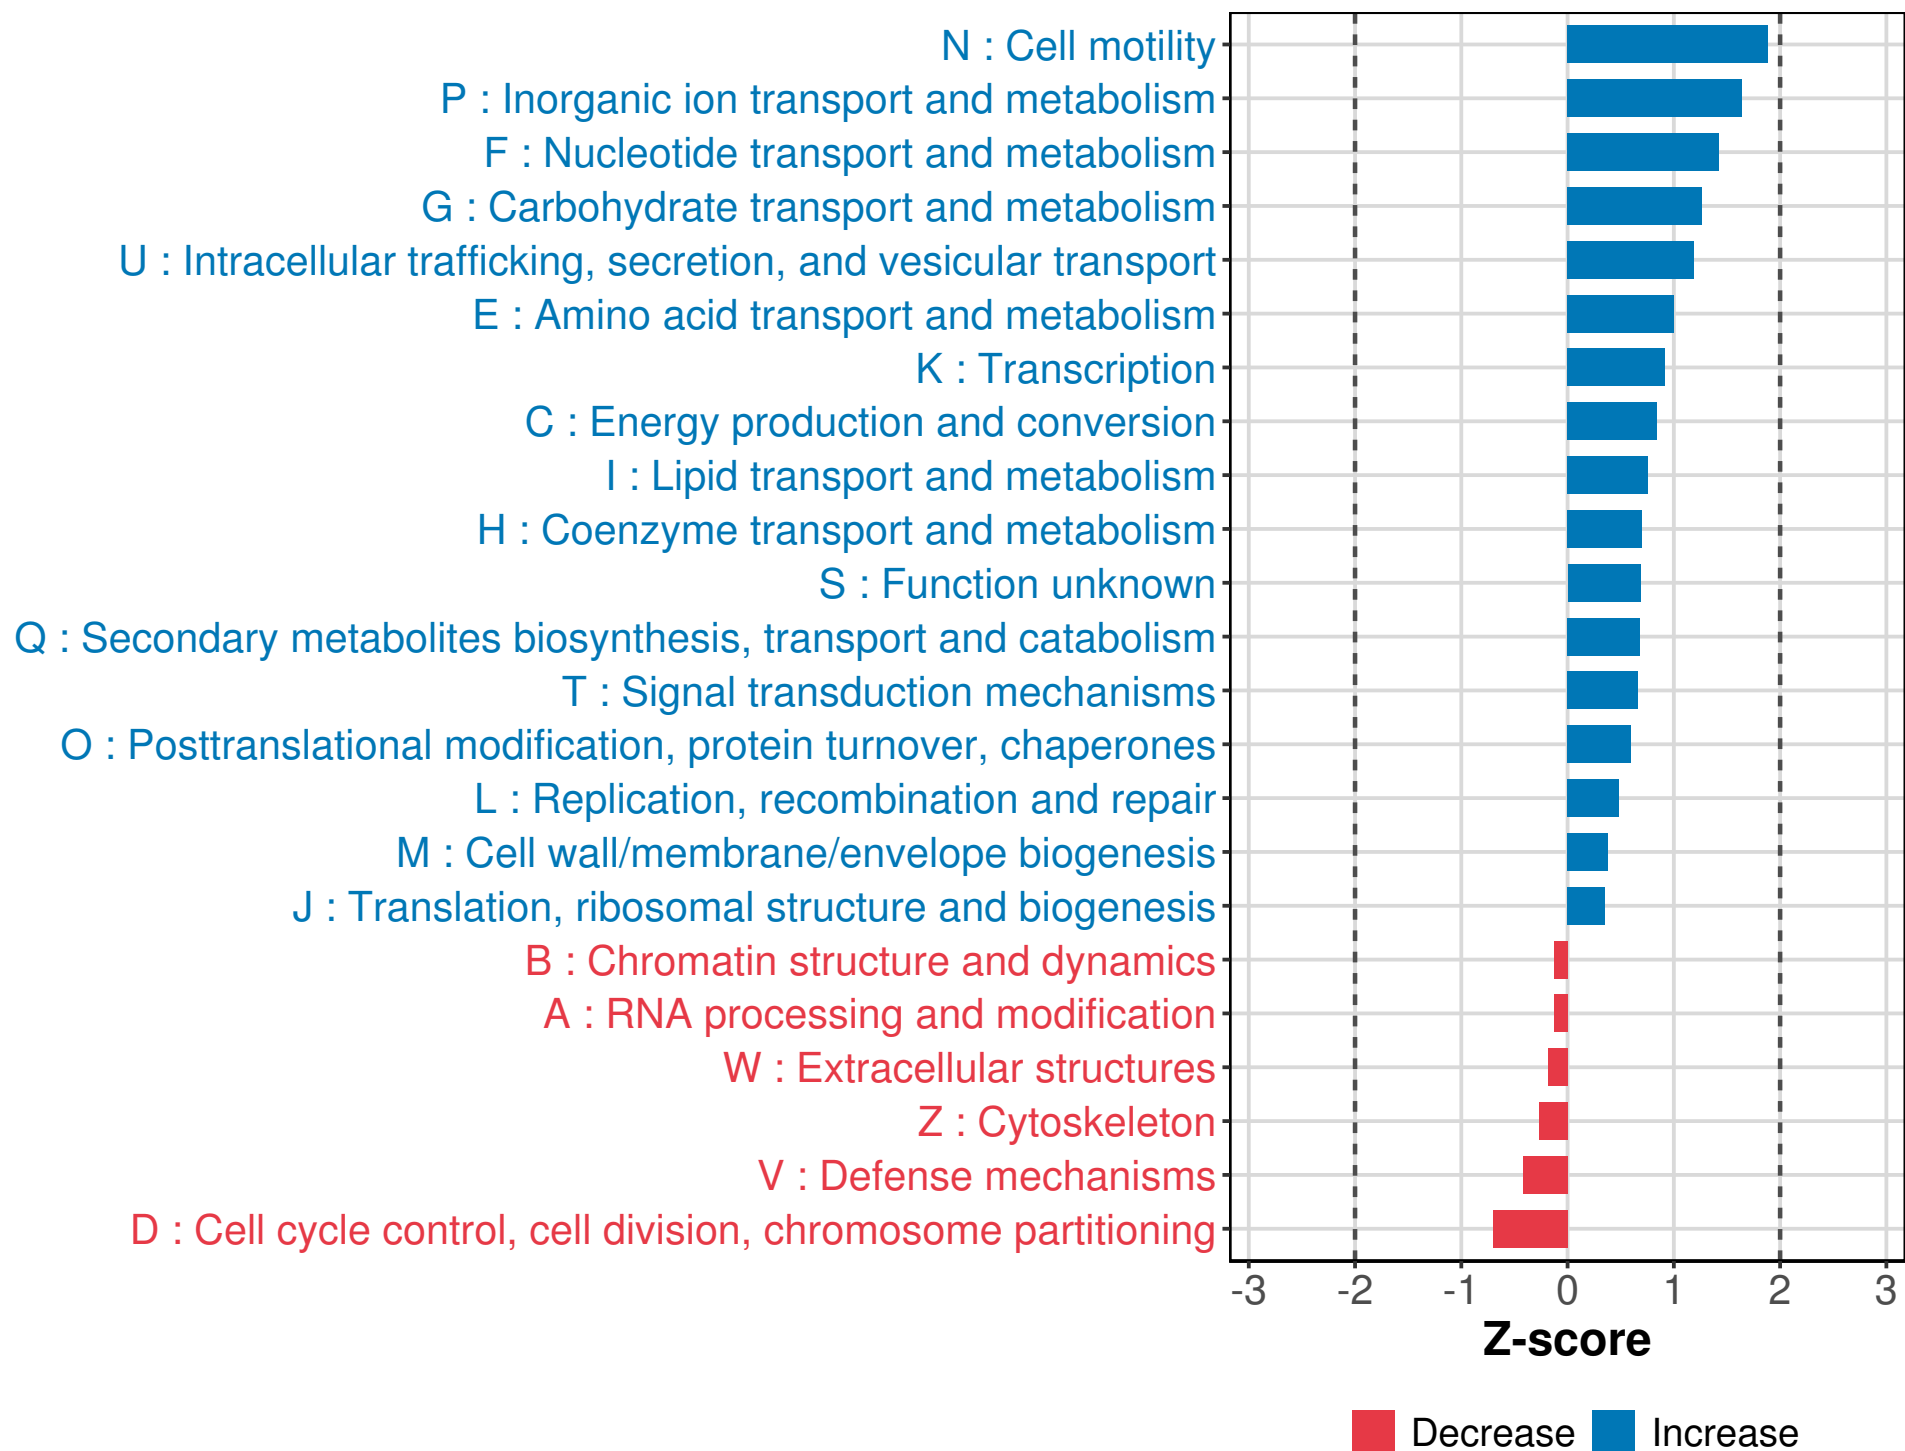 N : Cell motility
P : Inorganic ion transport and metabolism
F : Nucleotide transport and metabolism
G : Carbohydrate transport and metabolism
U : Intracellular trafficking, secretion, and vesicular transport
E : Amino acid transport and metabolism
K : Transcription
C : Energy production and conversion
I : Lipid transport and metabolism
H : Coenzyme transport and metabolism
S : Function unknown
Q : Secondary metabolites biosynthesis, transport and catabolism
T : Signal transduction mechanisms
O : Posttranslational modification, protein turnover, chaperones
L : Replication, recombination and repair
M : Cell wall/membrane/envelope biogenesis
J : Translation, ribosomal structure and biogenesis
B : Chromatin structure and dynamics
A : RNA processing and modification
W : Extracellular structures
Z : Cytoskeleton
V : Defense mechanisms
D : Cell cycle control, cell division, chromosome partitioning
-3 -2 -1 0 1 2 3
Z-score
Decrease Increase